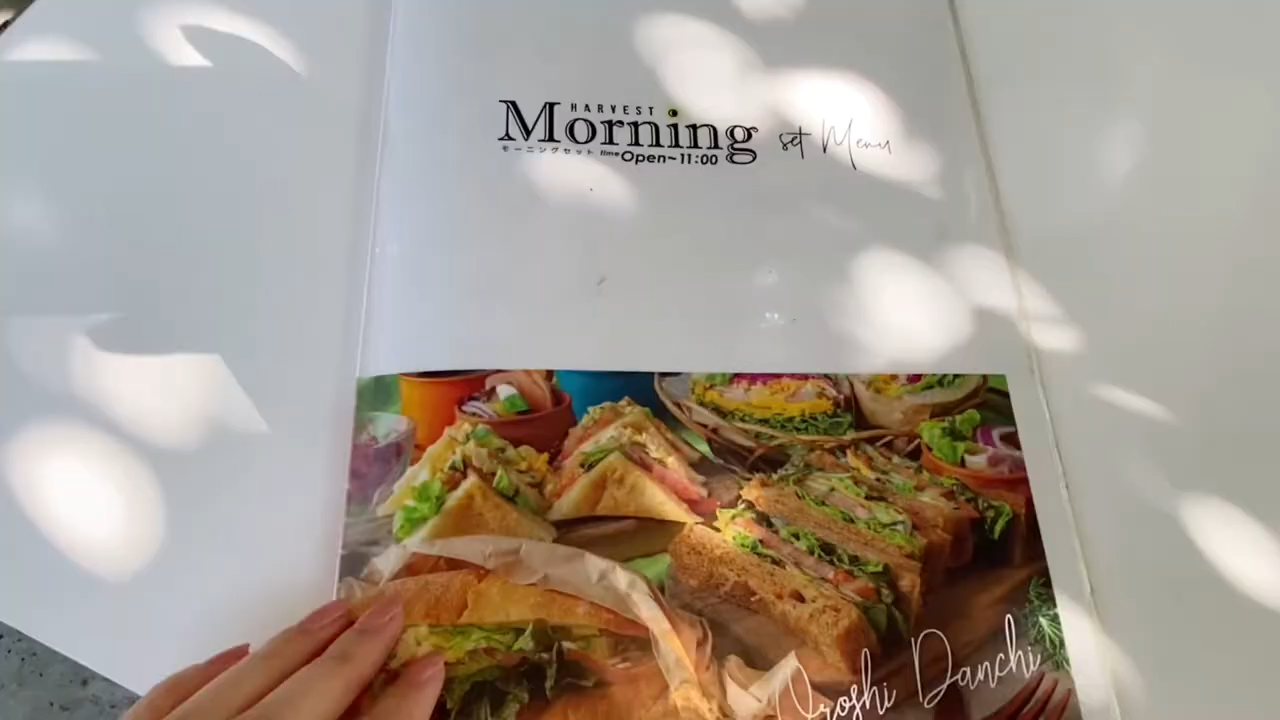 HARVEST
Morning set Menu
モーニングセット time Open~11:00
Oroshi Danchi